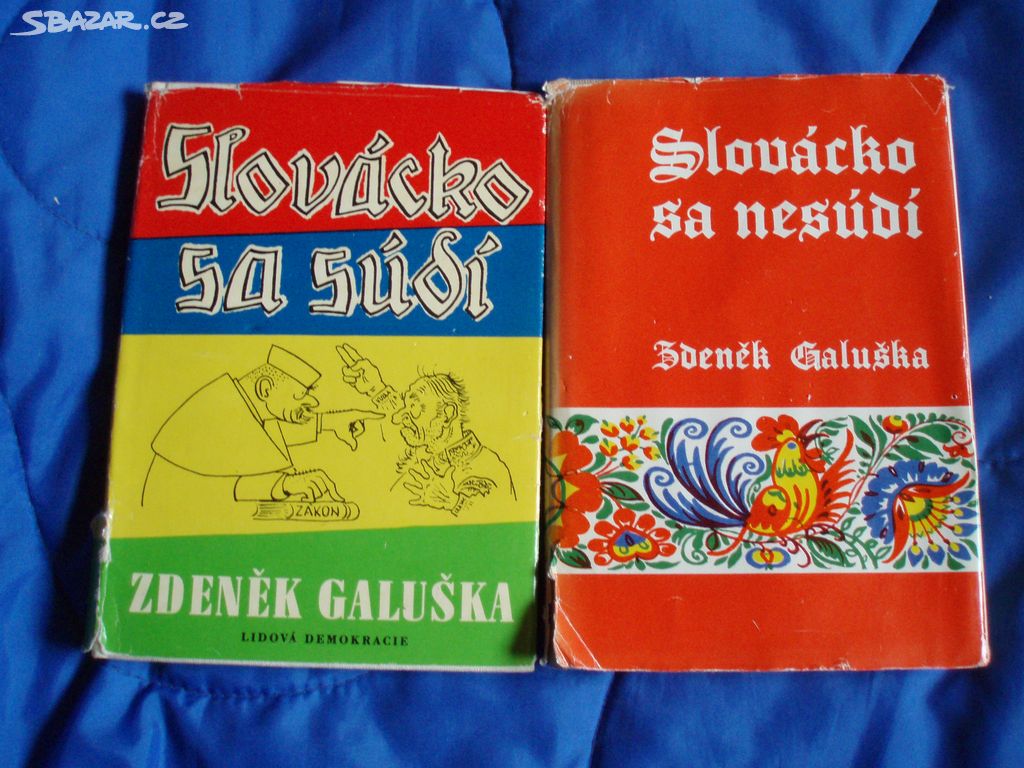 SBAZAR.CZ
Slovácko
sa súdí
ZÁKON
ZDENĚK GALUŠKA
LIDOVÁ DEMOKRACIE
Slovácko
sa nesúdí
Zdeněk Galuška